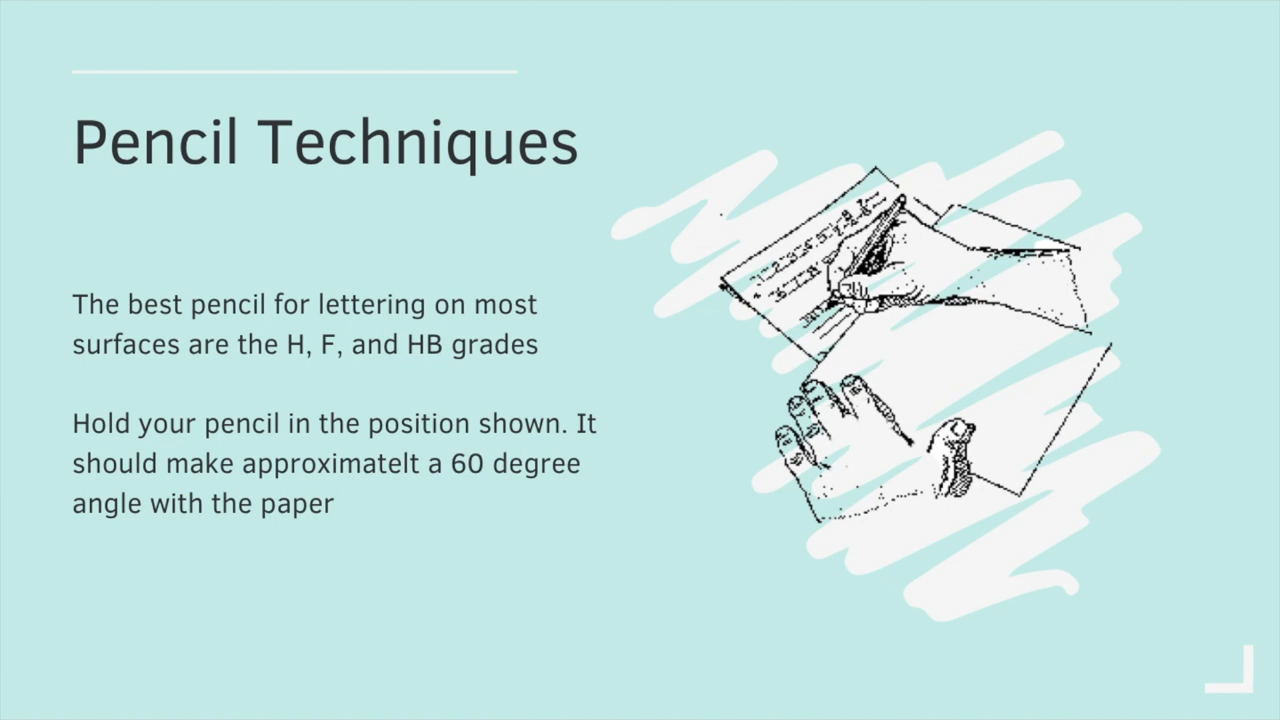 Pencil Techniques
The best pencil for lettering on most
surfaces are the H, F, and HB grades
Hold your pencil in the position shown. It
should make approximatelt a 60 degree
angle with the paper